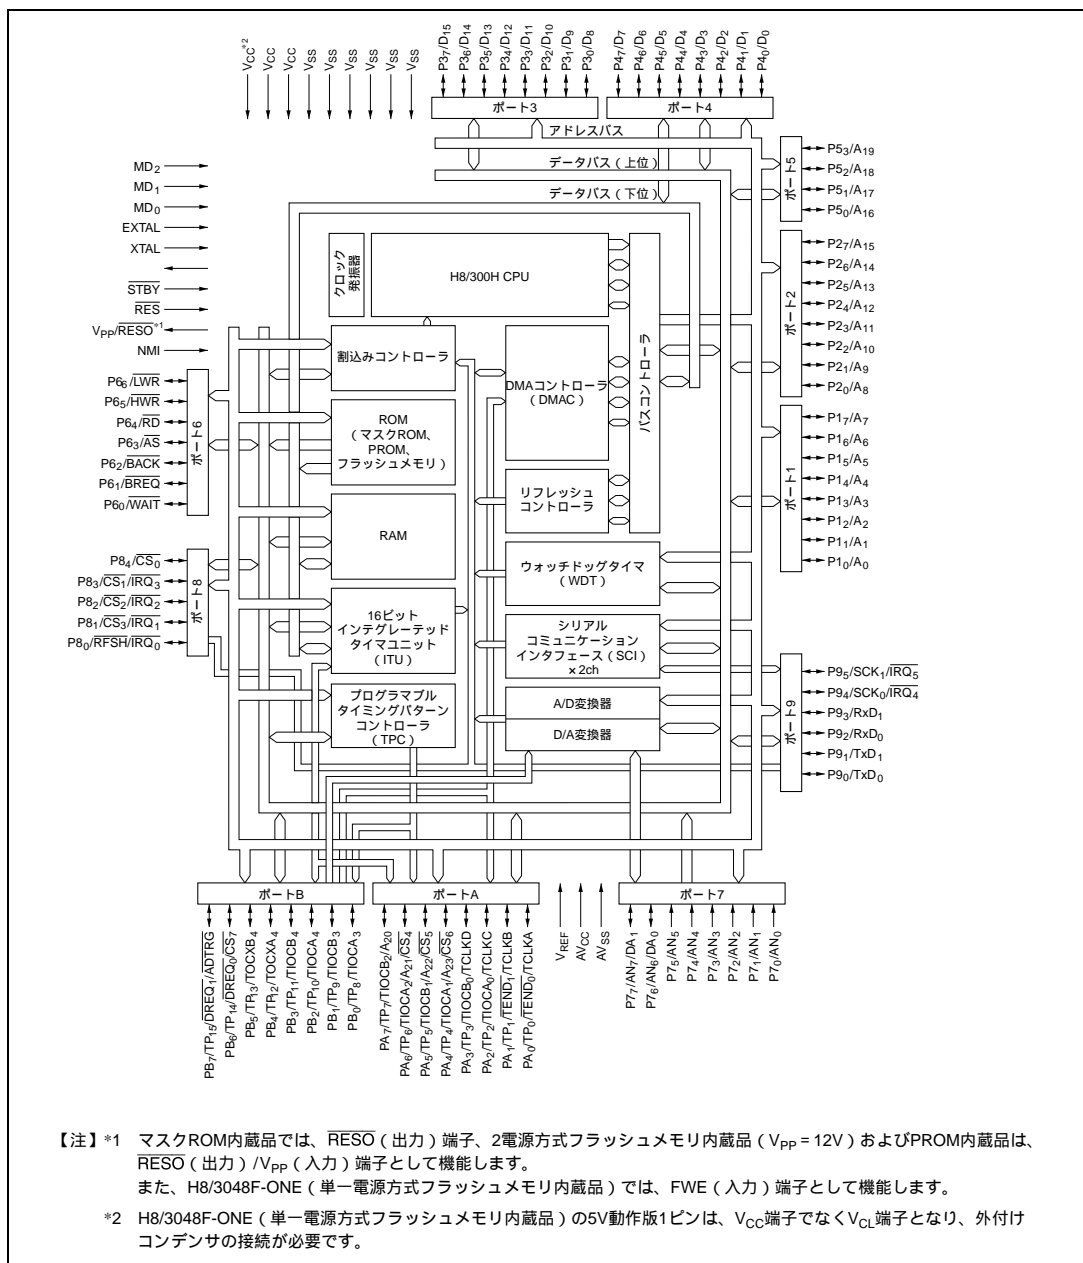 VCC*2
VCC
VCC
VSS
VSS
VSS
VSS
VSS
VSS
P37/D15
P36/D14
P35/D13
P34/D12
P33/D11
P32/D10
P31/D9
P30/D8
P47/D7
P46/D6
P45/D5
P44/D4
P43/D3
P42/D2
P41/D1
P40/D0
ポート3
ポート4
アドレスバス
データバス(上位)
データバス(下位)
MD2
MD1
MD0
EXTAL
XTAL
STBY
RES
VPP/RESO*1
NMI
ポート5
P53/A19
P52/A18
P51/A17
P50/A16
クロック
発振器
H8/300H CPU
バスコントローラ
ポート2
P27/A15
P26/A14
P25/A13
P24/A12
P23/A11
P22/A10
P21/A9
P20/A8
割込みコントローラ
DMAコントローラ
(DMAC)
P66/LWR
P65/HWR
P64/RD
P63/AS
P62/BACK
P61/BREQ
P60/WAIT
ポート6
ROM
(マスクROM、
PROM、
フラッシュメモリ)
リフレッシュ
コントローラ
ポート1
P17/A7
P16/A6
P15/A5
P14/A4
P13/A3
P12/A2
P11/A1
P10/A0
RAM
ウォッチドッグタイマ
(WDT)
P84/CS0
P83/CS1/IRQ3
P82/CS2/IRQ2
P81/CS3/IRQ1
P80/RFSH/IRQ0
ポート8
16ビット
インテグレーテッド
タイマユニット
(ITU)
シリアル
コミュニケーション
インタフェース(SCI)
×2ch
プログラマブル
タイミングパターン
コントローラ
(TPC)
A/D変換器
D/A変換器
ポート9
P95/SCK1/IRQ5
P94/SCK0/IRQ4
P93/RxD1
P92/RxD0
P91/TxD1
P90/TxD0
ポートB
ポートA
ポート7
PB7/TP15/DREQ1/ADTRG
PB6/TP14/DREQ0/CS7
PB5/TP13/TOCXB4
PB4/TP12/TOCXA4
PB3/TP11/TIOCB4
PB2/TP10/TIOCA4
PB1/TP9/TIOCB3
PB0/TP8/TIOCA3
PA7/TP7/TIOCB2/A20
PA6/TP6/TIOCA2/A21/CS4
PA5/TP5/TIOCB1/A22/CS5
PA4/TP4/TIOCA1/A23/CS6
PA3/TP3/TIOCB0/TCLKD
PA2/TP2/TIOCA0/TCLKC
PA1/TP1/TEND1/TCLKB
PA0/TP0/TEND0/TCLKA
VREF
AVCC
AVSS
P77/AN7/DA1
P76/AN6/DA0
P75/AN5
P74/AN4
P73/AN3
P72/AN2
P71/AN1
P70/AN0
【注】*1 マスクROM内蔵品では、RESO(出力)端子、2電源方式フラッシュメモリ内蔵品(VPP = 12V)およびPROM内蔵品は、
RESO(出力)/VPP(入力)端子として機能します。
また、H8/3048F-ONE(単一電源方式フラッシュメモリ内蔵品)では、FWE(入力)端子として機能します。
*2 H8/3048F-ONE(単一電源方式フラッシュメモリ内蔵品)の5V動作版1ピンは、VCC端子でなくVCL端子となり、外付け
コンデンサの接続が必要です。